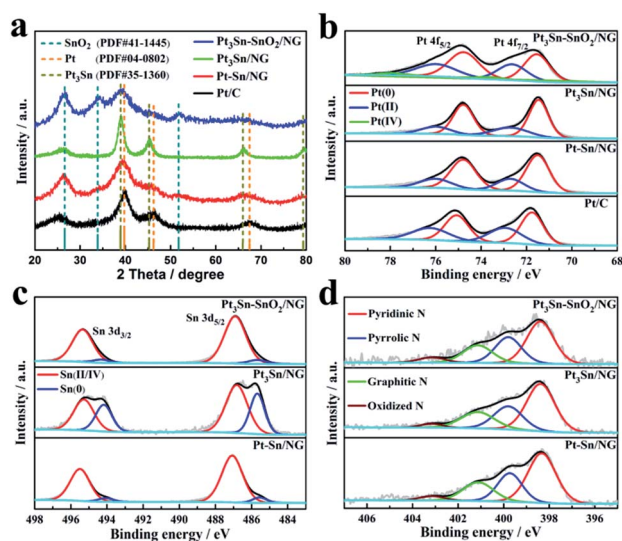 a
SnO₂ (PDF#41-1445)
Pt (PDF#04-0802)
Pt₃Sn (PDF#35-1360)
Pt₃Sn-SnO₂/NG
Pt₃Sn/NG
Pt-Sn/NG
Pt/C
Intensity / a.u.
20 30 40 50 60 70 80
2 Theta / degree
b
Pt 4f₅/₂
Pt 4f₇/₂
Pt₃Sn-SnO₂/NG
Pt(0)
Pt(II)
Pt(IV)
Pt₃Sn/NG
Pt-Sn/NG
Pt/C
Intensity / a.u.
80 78 76 74 72 70 68
Binding energy / eV
c
Pt₃Sn-SnO₂/NG
Sn 3d₃/₂
Sn 3d₅/₂
Sn(II/IV)
Sn(0)
Pt₃Sn/NG
Pt-Sn/NG
Intensity / a.u.
498 496 494 492 490 488 486 484
Binding energy / eV
d
Pt₃Sn-SnO₂/NG
Pyridinic N
Pyrrolic N
Pt₃Sn/NG
Graphitic N
Oxidized N
Pt-Sn/NG
Intensity / a.u.
406 404 402 400 398 396
Binding energy / eV